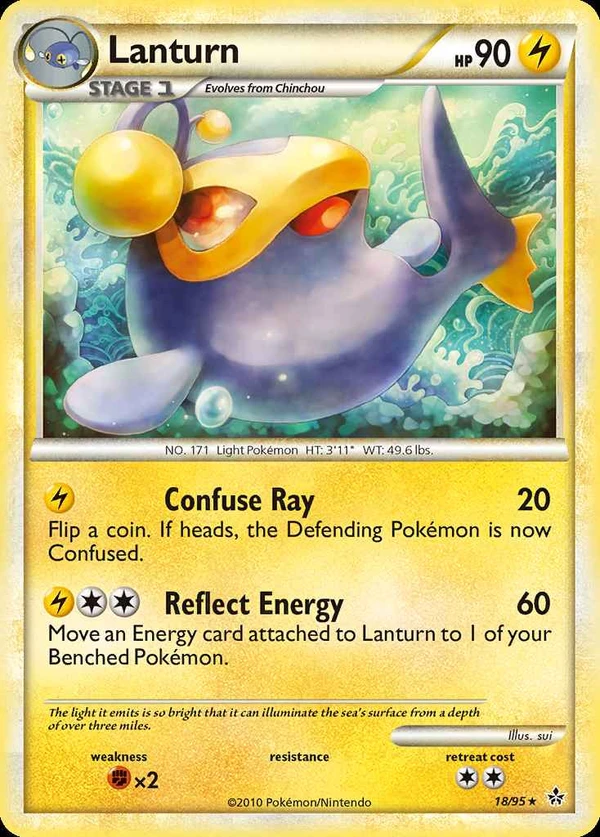 Lanturn
HP 90
STAGE 1
Evolves from Chinchou
NO. 171 Light Pokémon HT: 3'11" WT: 49.6 lbs.
Confuse Ray 20
Flip a coin. If heads, the Defending Pokémon is now
Confused.
Reflect Energy 60
Move an Energy card attached to Lanturn to 1 of your
Benched Pokémon.
The light it emits is so bright that it can illuminate the sea's surface from a depth
of over three miles.
Illus. sui
weakness resistance retreat cost
×2
©2010 Pokémon/Nintendo
18/95★